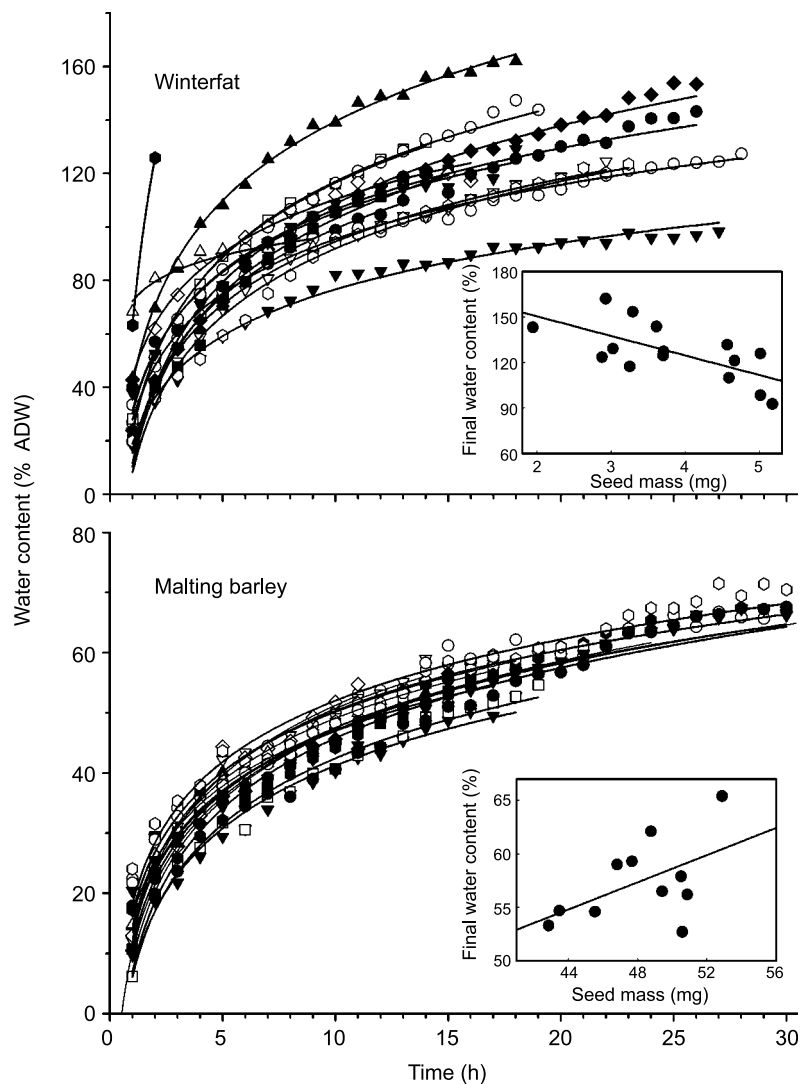 160
120
80
40
0
Winterfat
180
150
120
90
60
Final water content (%)
2 3 4 5
Seed mass (mg)
Water content (% ADW)
80
60
40
20
0
Malting barley
65
60
55
50
Final water content (%)
44 48 52 56
Seed mass (mg)
0 5 10 15 20 25 30
Time (h)